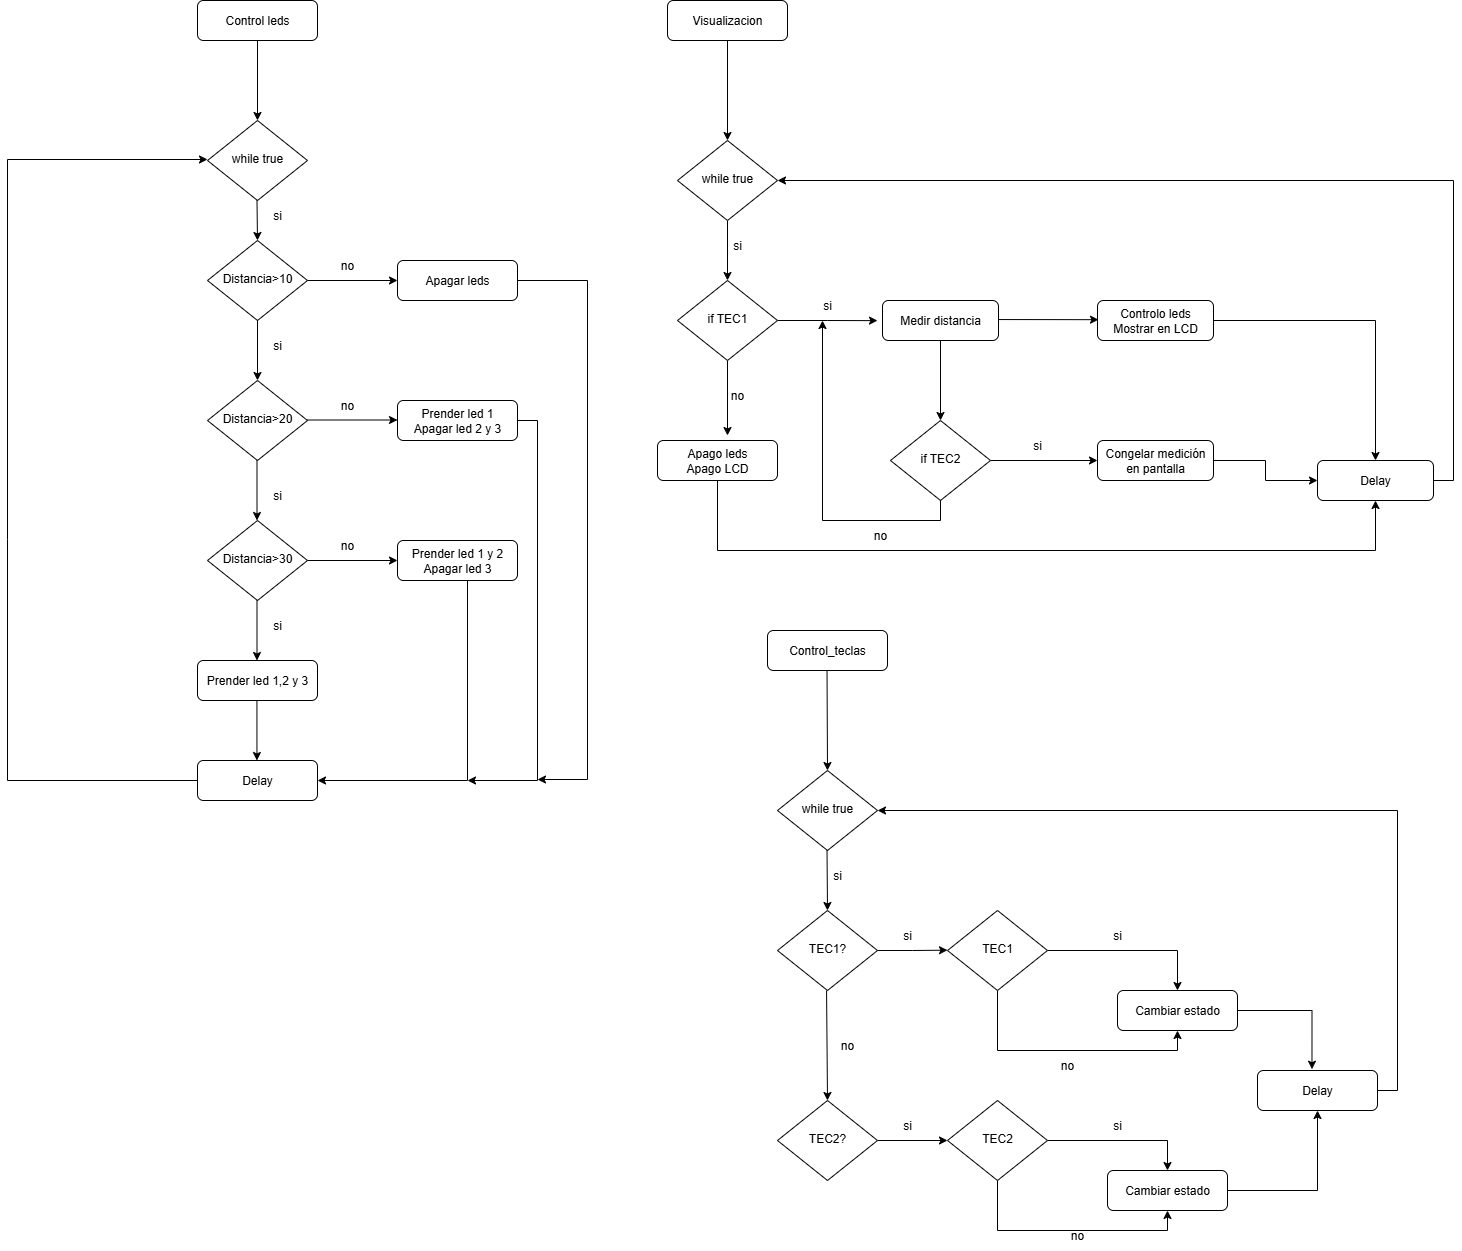 Control leds
while true
si
Distancia>10
no
Apagar leds
si
Distancia>20
no
Prender led 1
Apagar led 2 y 3
si
Distancia>30
no
Prender led 1 y 2
Apagar led 3
si
Prender led 1,2 y 3
Delay
Visualizacion
while true
si
if TEC1
si
Medir distancia
Controlo leds
Mostrar en LCD
no
Apago leds
Apago LCD
if TEC2
si
Congelar medición
en pantalla
Delay
no
Control_teclas
while true
si
TEC1?
si
TEC1
si
Cambiar estado
no
no
Delay
TEC2?
si
TEC2
si
Cambiar estado
no